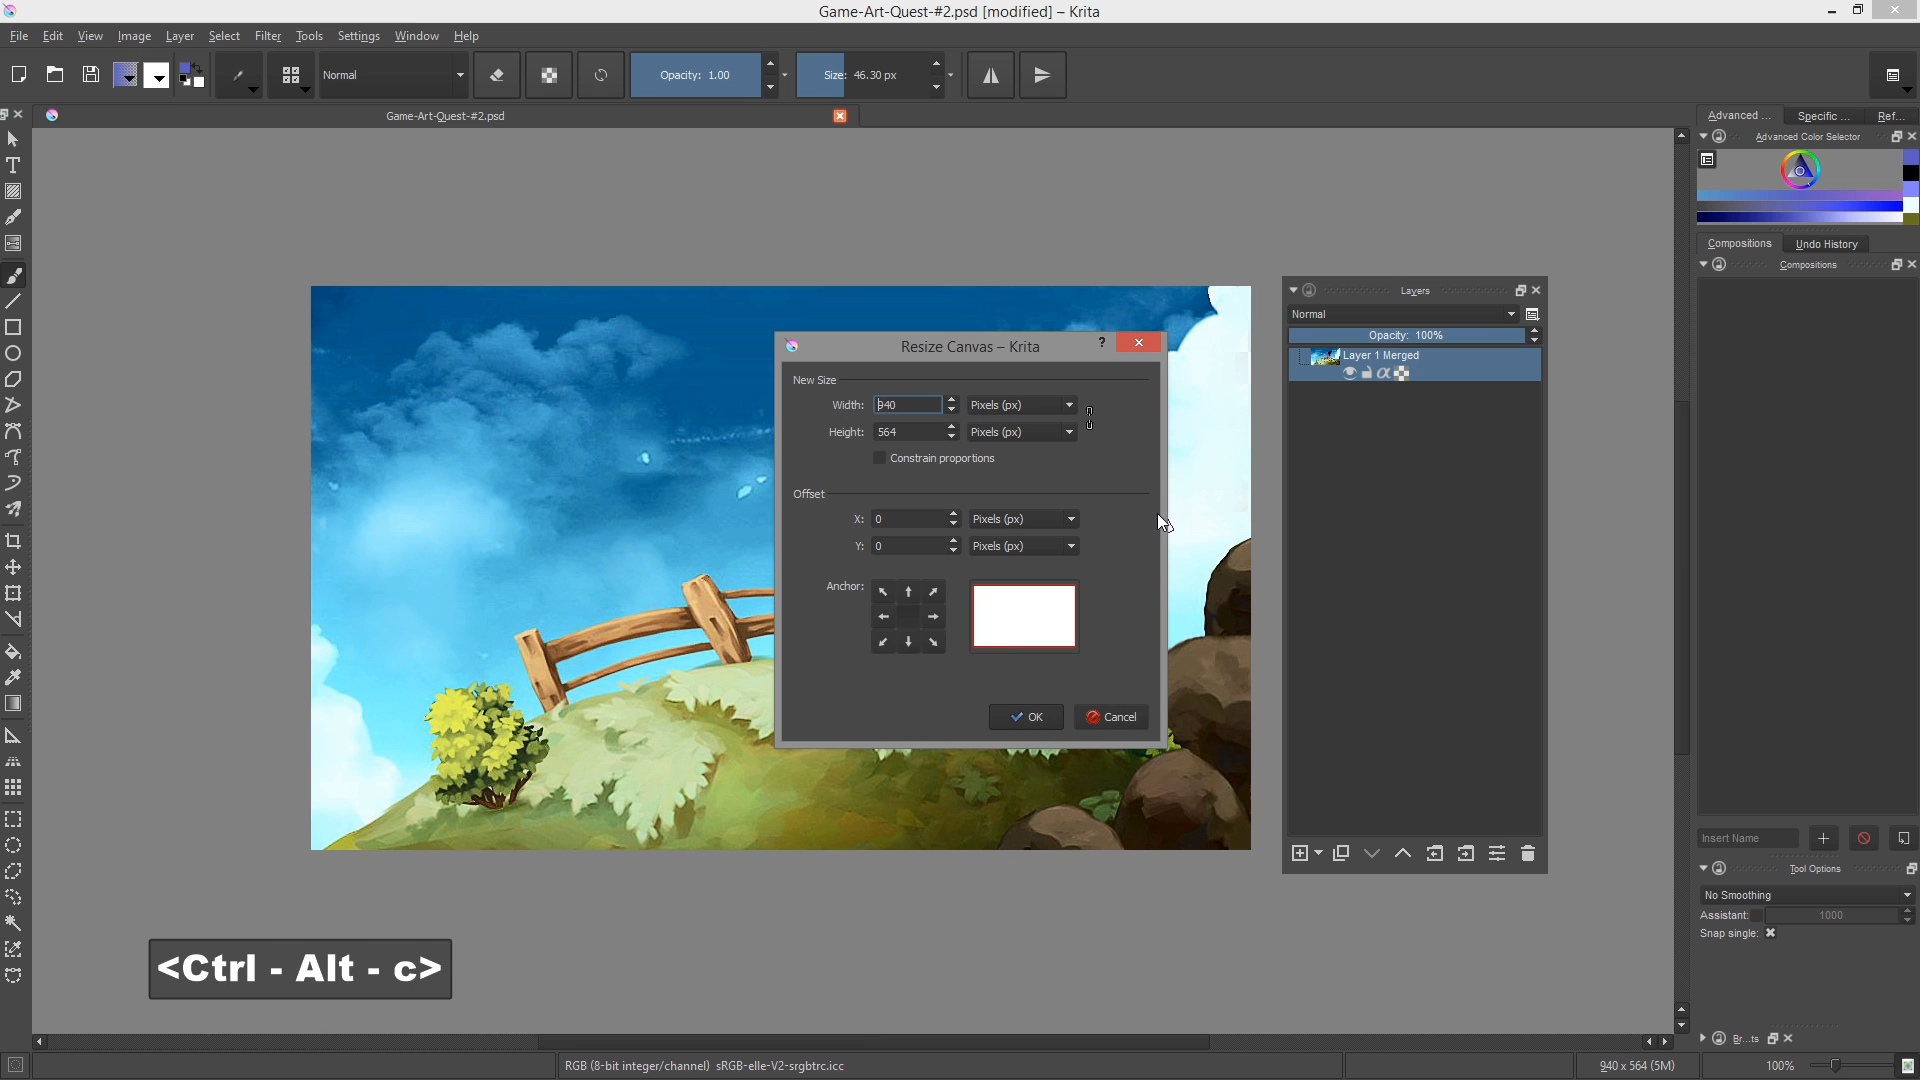 Game-Art-Quest-#2.psd [modified] – Krita
File Edit View Image Layer Select Filter Tools Settings Window Help
Normal
Opacity: 1.00
Size: 46.30 px
Game-Art-Quest-#2.psd
Advanced ...
Specific ...
Ref...
Advanced Color Selector
Compositions
Undo History
Compositions
Layers
Normal
Opacity: 100%
Layer 1 Merged
Resize Canvas – Krita
?
New Size
Width: 940 Pixels (px)
Height: 564 Pixels (px)
Constrain proportions
Offset
X: 0 Pixels (px)
Y: 0 Pixels (px)
Anchor:
OK
Cancel
Insert Name
Tool Options
No Smoothing
Assistant: 1000
Snap single:
Br...ts
<Ctrl - Alt - c>
RGB (8-bit integer/channel) sRGB-elle-V2-srgbtrc.icc
940 x 564 (5M)
100%